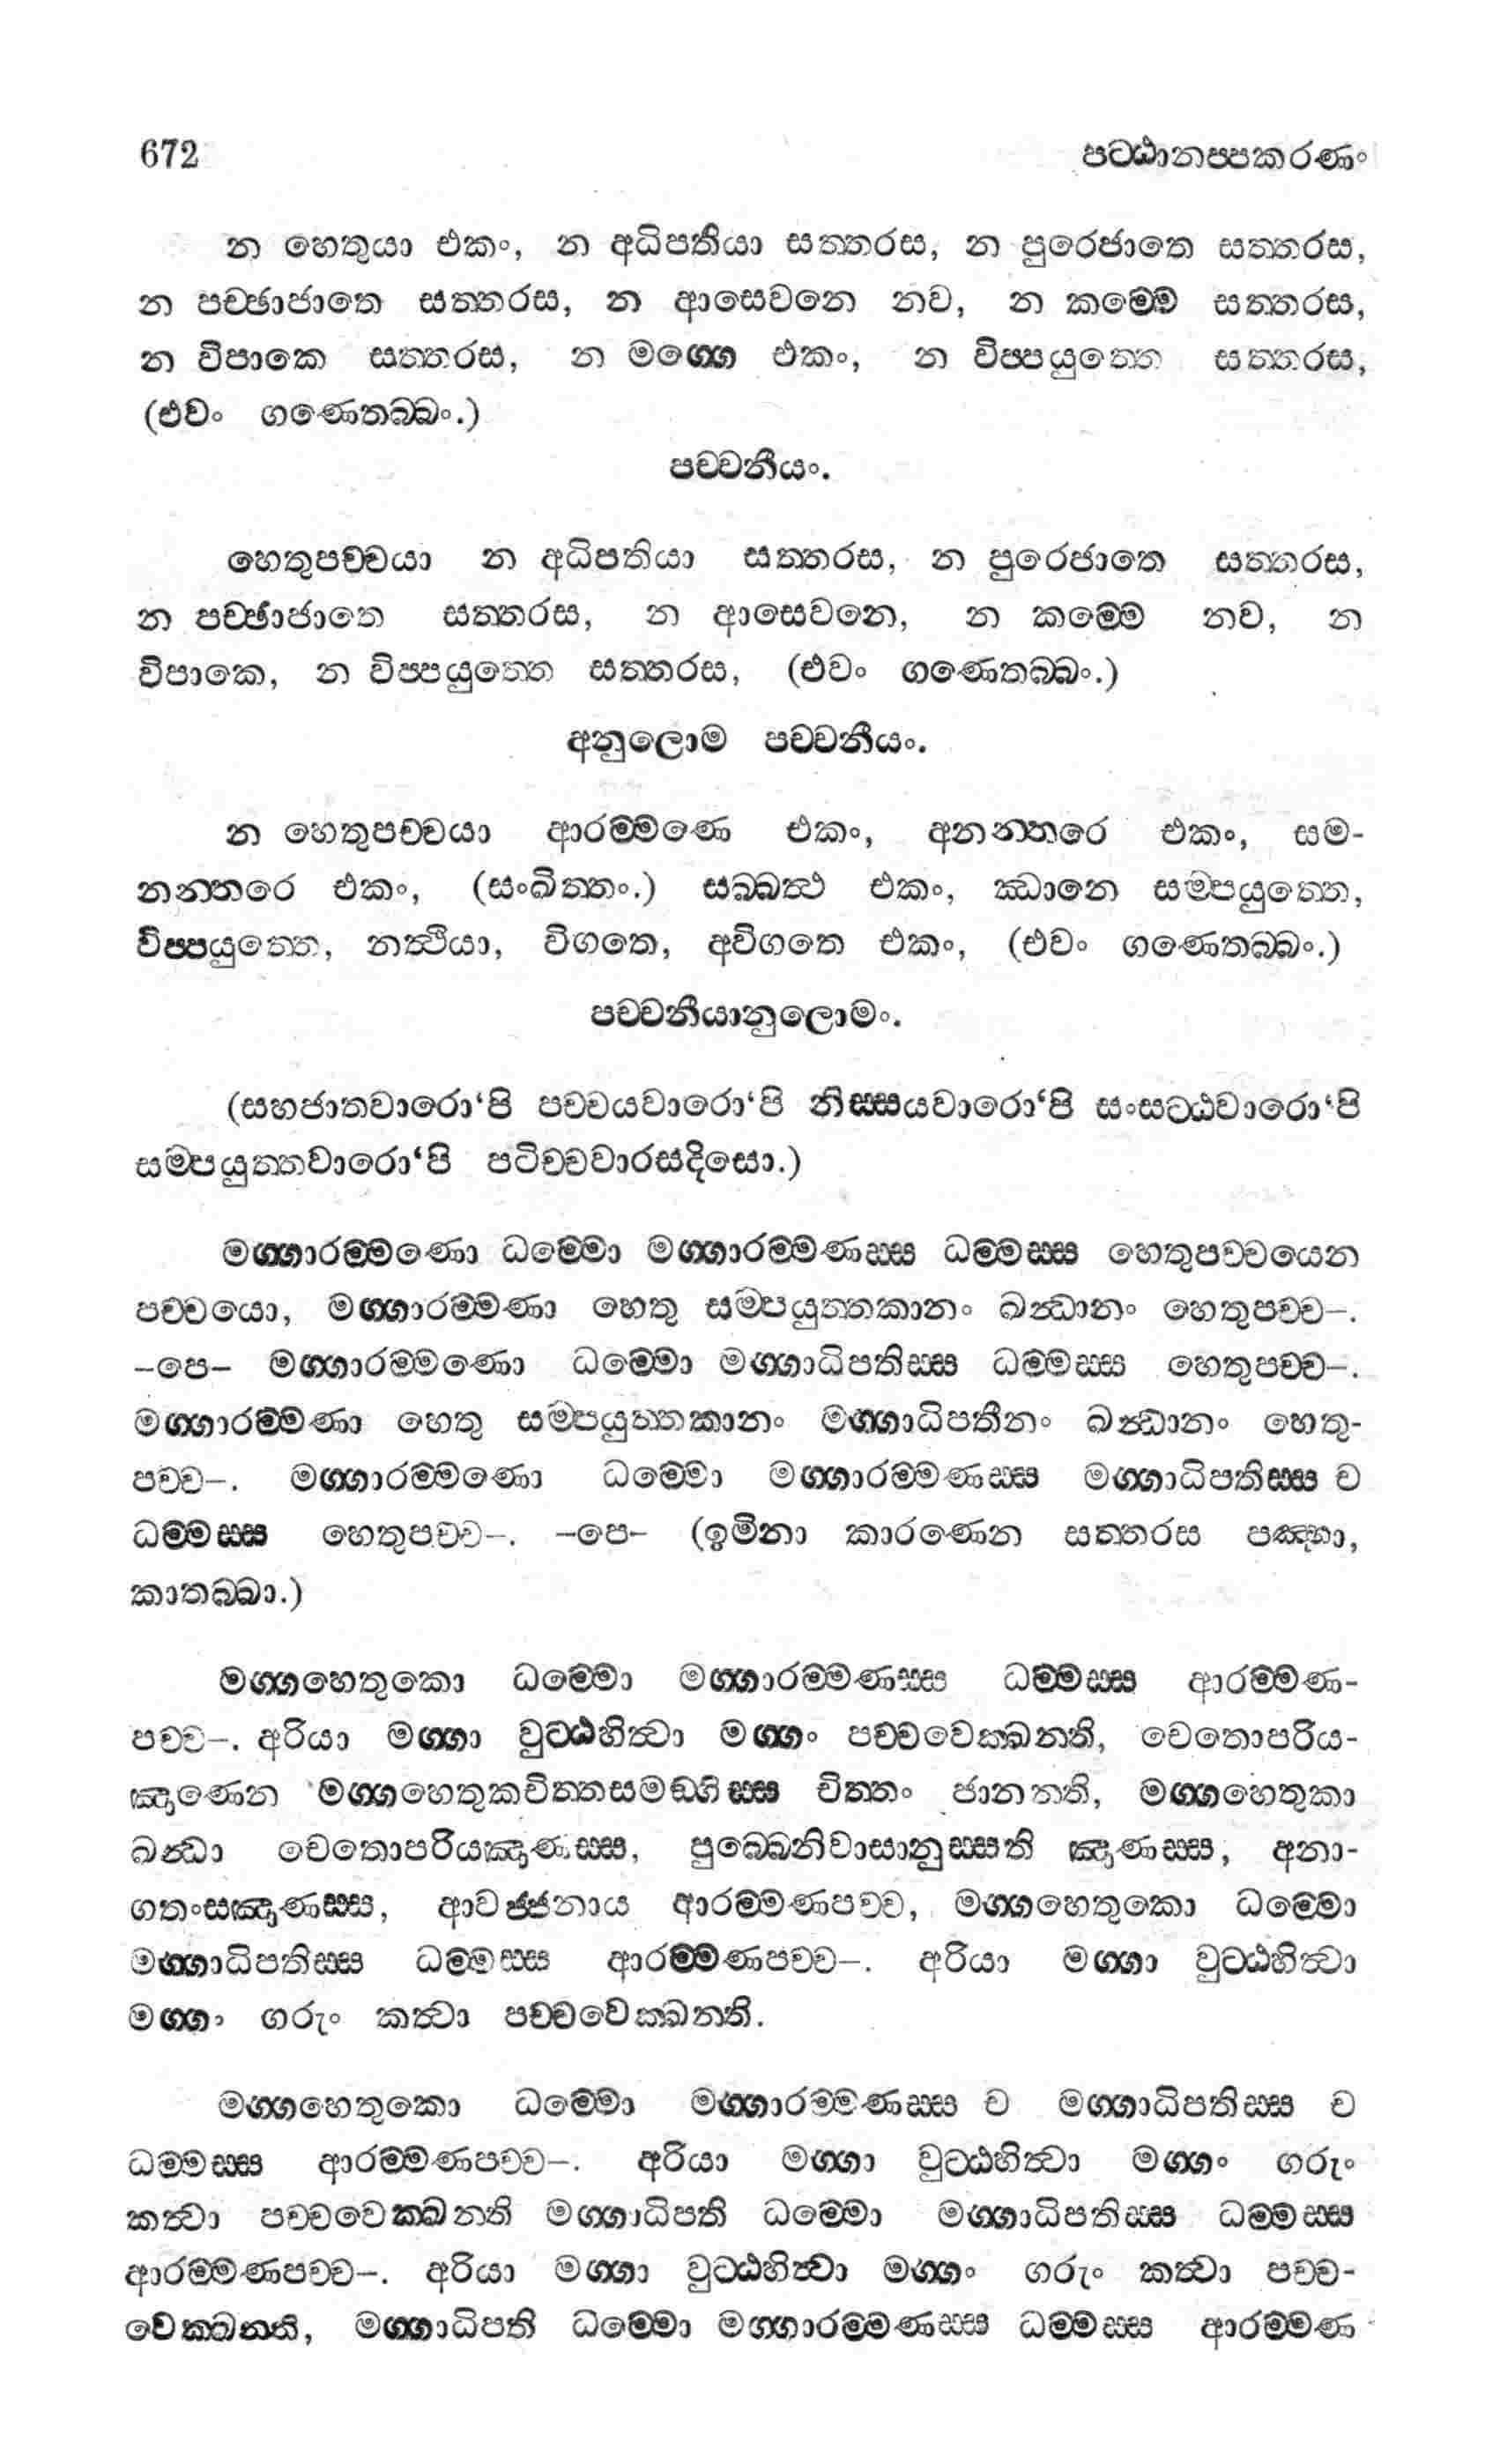 672 පට්ඨානප්පකරණං
න හෙතුයා එකං, න අධිපතියා සත්තරස, න පුරෙජාතෙ සත්තරස,
න පච්ඡාජාතෙ සත්තරස, න ආසෙවනෙ නව, න කම්මෙ සත්තරස,
න විපාකෙ සත්තරස, න මග්ගෙ එකං, න විප්පයුත්තෙ සත්තරස,
(එවං ගණෙතබ්බං.)
පච්චනීයං.
හෙතුපච්චයා න අධිපතියා සත්තරස, න පුරෙජාතෙ සත්තරස,
න පච්ඡාජාතෙ සත්තරස, න ආසෙවනෙ, න කම්මෙ නව, න
විපාකෙ, න විප්පයුත්තෙ සත්තරස, (එවං ගණෙතබ්බං.)
අනුලොම පච්චනීයං.
න හෙතුපච්චයා ආරම්මණෙ එකං, අනන්තරෙ එකං, සම-
නන්තරෙ එකං, (සංඛිත්තං.) සබ්බත්ථ එකං, ඣානෙ සම්පයුත්තෙ,
විප්පයුත්තෙ, නත්ථියා, විගතෙ, අවිගතෙ එකං, (එවං ගණෙතබ්බං.)
පච්චනීයානුලොමං.
(සහජාතවාරො‘පි පච්චයවාරො‘පි නිස්සයවාරො‘පි සංසට්ඨවාරො‘පි
සම්පයුත්තවාරො‘පි පටිච්චවාරසදිසො.)
මග්ගාරම්මණො ධම්මො මග්ගාරම්මණස්ස ධම්මස්ස හෙතුපච්චයෙන
පච්චයො, මග්ගාරම්මණා හෙතු සම්පයුත්තකානං ඛන්ධානං හෙතුපච්ච–.
–පෙ– මග්ගාරම්මණො ධම්මො මග්ගාධිපතිස්ස ධම්මස්ස හෙතුපච්ච–.
මග්ගාරම්මණා හෙතු සම්පයුත්තකානං මග්ගාධිපතීනං ඛන්ධානං හෙතු-
පච්ච–. මග්ගාරම්මණො ධම්මො මග්ගාරම්මණස්ස මග්ගාධිපතිස්ස ච
ධම්මස්ස හෙතුපච්ච–. –පෙ– (ඉමිනා කාරණෙන සත්තරස පඤ්හා,
කාතබ්බා.)
මග්ගහෙතුකො ධම්මො මග්ගාරම්මණස්ස ධම්මස්ස ආරම්මණ-
පච්ච–. අරියා මග්ගා වුට්ඨහිත්වා මග්ගං පච්චවෙක්ඛන්ති, චෙතොපරිය-
ඤාණෙන මග්ගහෙතුකචිත්තසමඞ්ගිස්ස චිත්තං ජානන්ති, මග්ගහෙතුකා
ඛන්ධා චෙතොපරියඤාණස්ස, පුබ්බෙනිවාසානුස්සති ඤාණස්ස, අනා-
ගතංසඤාණස්ස, ආවජ්ජනාය ආරම්මණපච්ච, මග්ගහෙතුකො ධම්මො
මග්ගාධිපතිස්ස ධම්මස්ස ආරම්මණපච්ච–. අරියා මග්ගා වුට්ඨහිත්වා
මග්ගං ගරුං කත්වා පච්චවෙක්ඛන්ති.
මග්ගහෙතුකො ධම්මො මග්ගාරම්මණස්ස ච මග්ගාධිපතිස්ස ච
ධම්මස්ස ආරම්මණපච්ච–. අරියා මග්ගා වුට්ඨහිත්වා මග්ගං ගරුං
කත්වා පච්චවෙක්ඛන්ති මග්ගාධිපති ධම්මො මග්ගාධිපතිස්ස ධම්මස්ස
ආරම්මණපච්ච–. අරියා මග්ගා වුට්ඨහිත්වා මග්ගං ගරුං කත්වා පච්ච-
වෙක්ඛන්ති, මග්ගාධිපති ධම්මො මග්ගාරම්මණස්ස ධම්මස්ස ආරම්මණ-